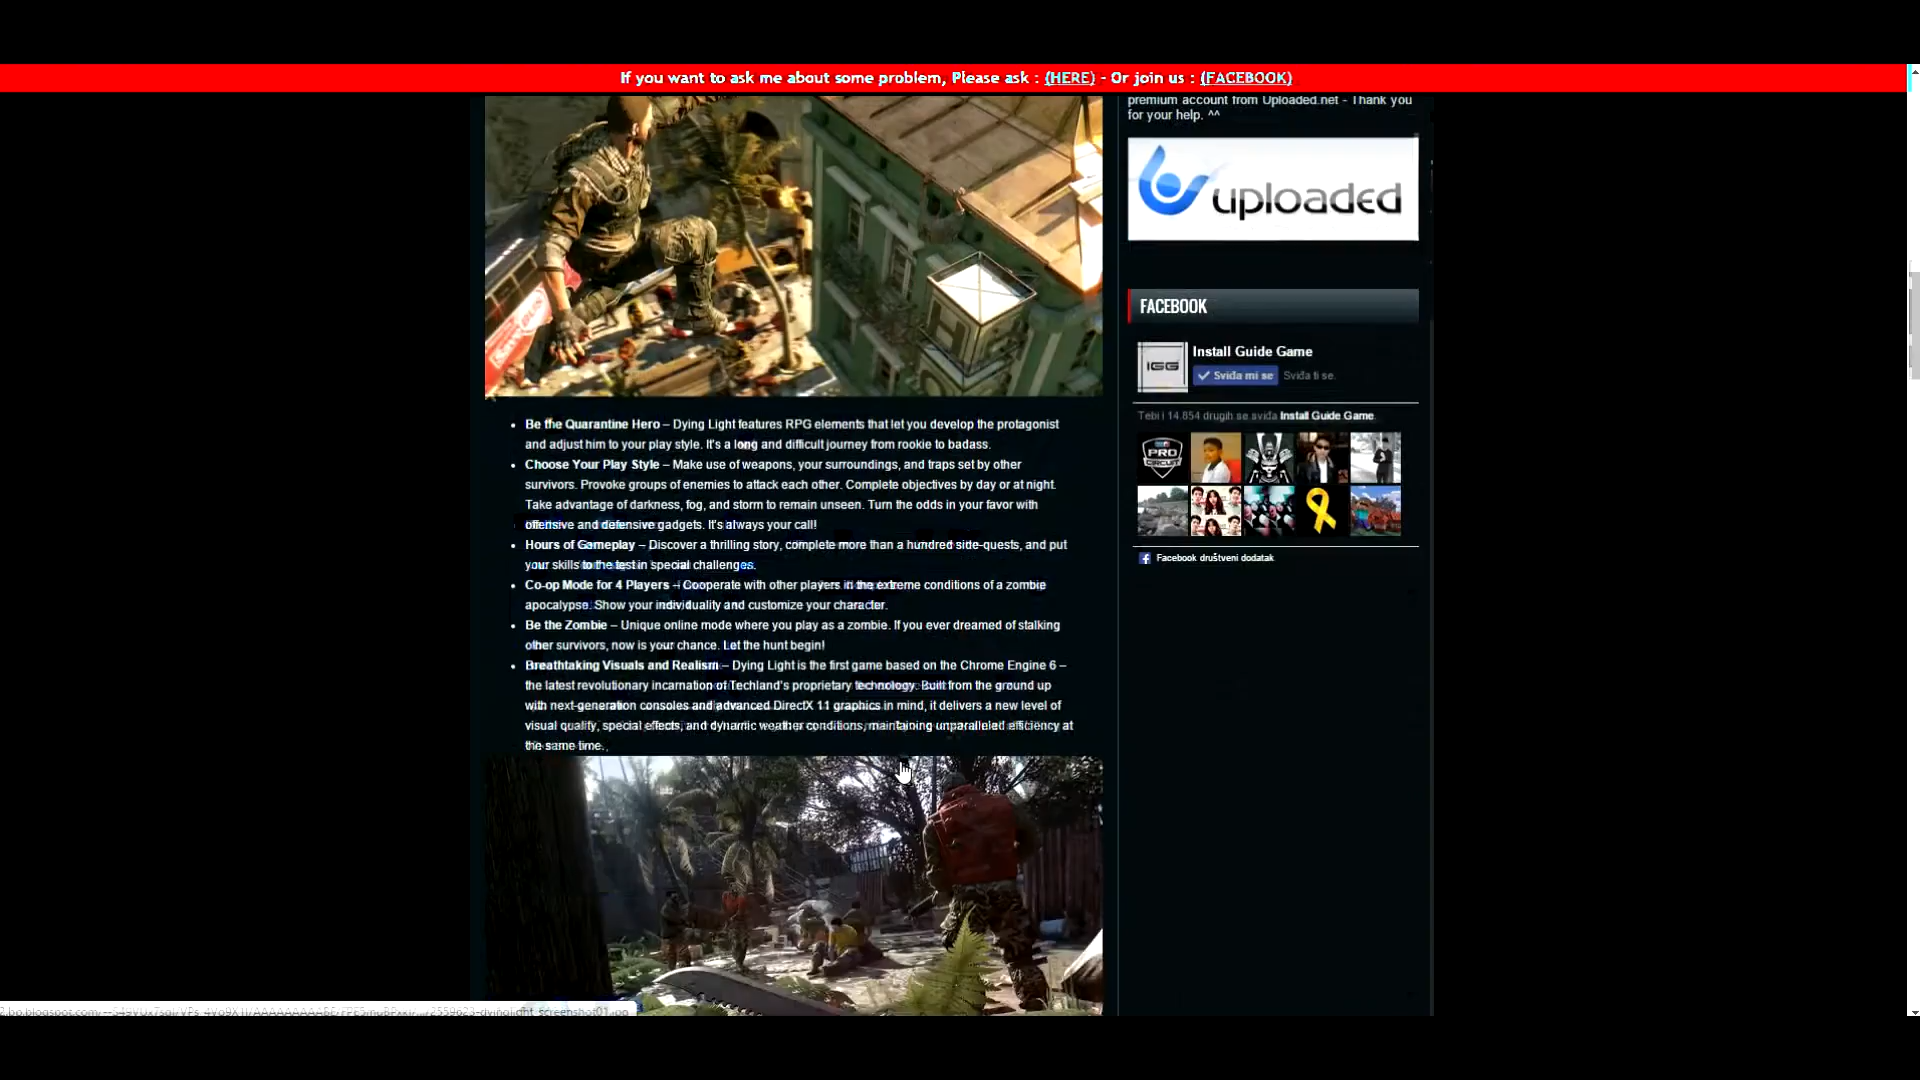 If you want to ask me about some problem, Please ask : (HERE) - Or join us : (FACEBOOK)
premium account from Uploaded.net - Thank you
for your help. ^^
uploaded
FACEBOOK
IGG
Install Guide Game
Sviđa mi se Sviđa ti se.
Tebi i 14.854 drugih se sviđa Install Guide Game.
PRO
CIRCUIT
Facebook društveni dodatak
Be the Quarantine Hero – Dying Light features RPG elements that let you develop the protagonist
and adjust him to your play style. It's a long and difficult journey from rookie to badass.
Choose Your Play Style – Make use of weapons, your surroundings, and traps set by other
survivors. Provoke groups of enemies to attack each other. Complete objectives by day or at night.
Take advantage of darkness, fog, and storm to remain unseen. Turn the odds in your favor with
offensive and defensive gadgets. It's always your call!
Hours of Gameplay – Discover a thrilling story, complete more than a hundred side-quests, and put
your skills to the test in special challenges.
Co-op Mode for 4 Players – Cooperate with other players in the extreme conditions of a zombie
apocalypse. Show your individuality and customize your character.
Be the Zombie – Unique online mode where you play as a zombie. If you ever dreamed of stalking
other survivors, now is your chance. Let the hunt begin!
Breathtaking Visuals and Realism – Dying Light is the first game based on the Chrome Engine 6 –
the latest revolutionary incarnation of Techland's proprietary technology. Built from the ground up
with next-generation consoles and advanced DirectX 11 graphics in mind, it delivers a new level of
visual quality, special effects, and dynamic weather conditions, maintaining unparalleled efficiency at
the same time.